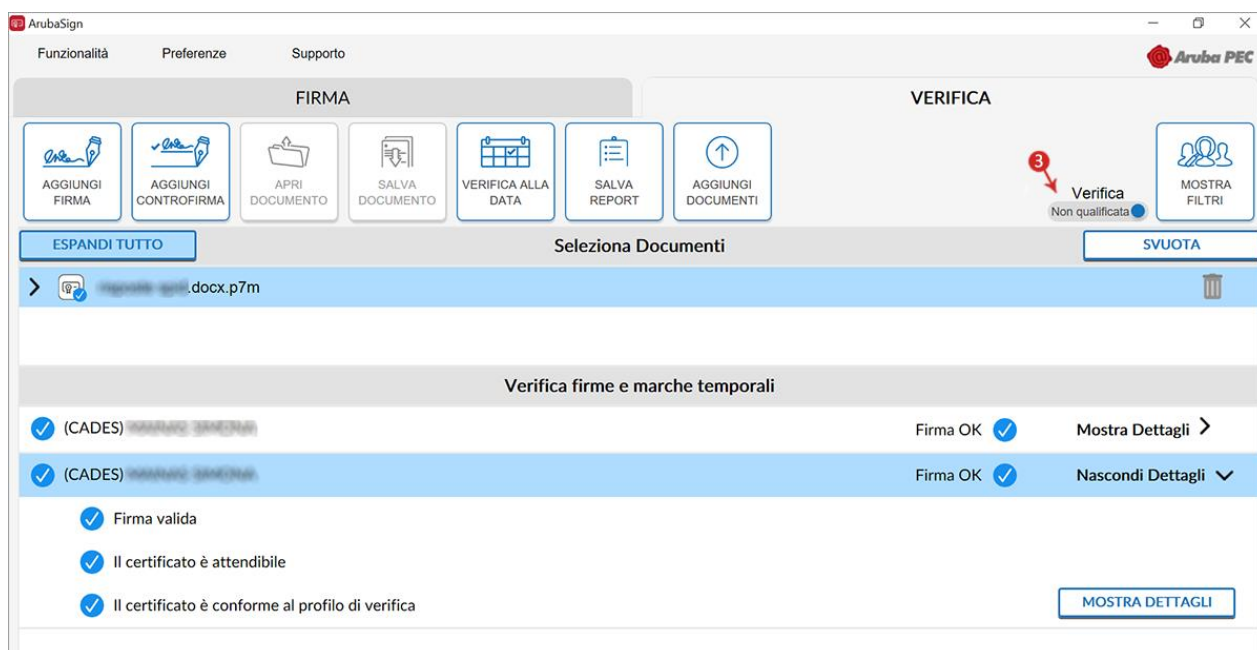 ArubaSign
Funzionalità Preferenze Supporto
Aruba PEC
FIRMA VERIFICA
AGGIUNGI FIRMA
AGGIUNGI CONTROFIRMA
APRI DOCUMENTO
SALVA DOCUMENTO
VERIFICA ALLA DATA
SALVA REPORT
AGGIUNGI DOCUMENTI
3
Verifica
Non qualificata
MOSTRA FILTRI
ESPANDI TUTTO Seleziona Documenti SVUOTA
.docx.p7m
Verifica firme e marche temporali
(CADES) Firma OK Mostra Dettagli
(CADES) Firma OK Nascondi Dettagli
Firma valida
Il certificato è attendibile
Il certificato è conforme al profilo di verifica MOSTRA DETTAGLI